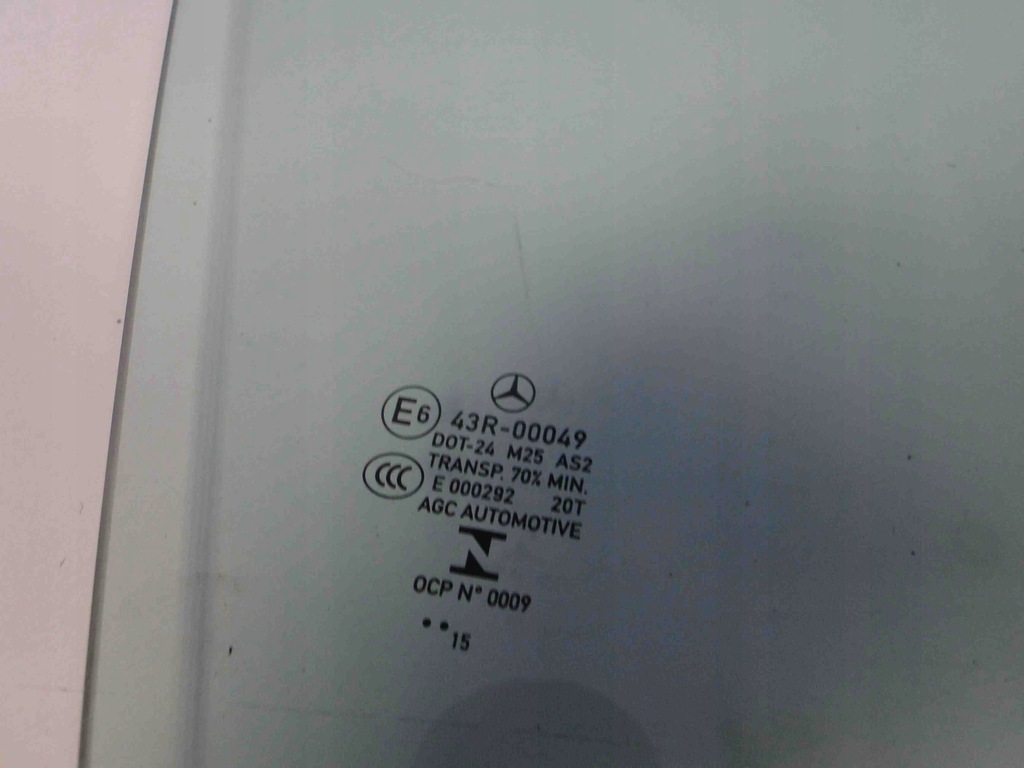 E6 43R-00049
DOT-24 M25 AS2
CCC TRANSP. 70% MIN.
E 000292 20T
AGC AUTOMOTIVE
N
OCP N° 0009
•• 15